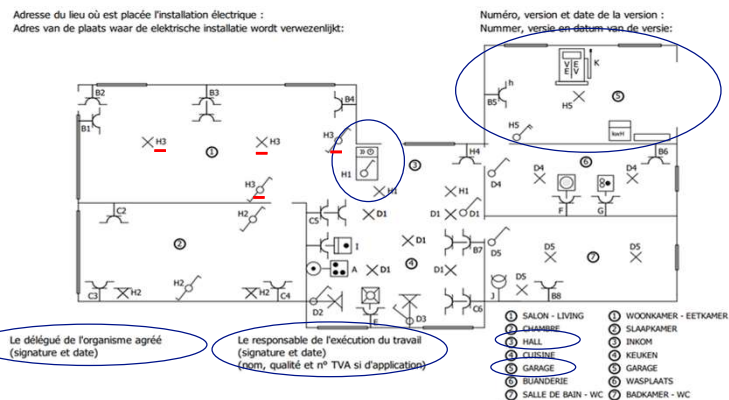 Adresse du lieu où est placée l'installation électrique :
Adres van de plaats waar de elektrische installatie wordt verwezenlijkt:
Numéro, version et date de la version :
Nummer, versie en datum van de versie:
B2
B3
B4
B1
H3
H3
H3
H3
1
H1
3
H1
H1
H4
B5
h
V E
E V
K
H5
5
H5
kwH
B6
6
D4
D4
D4
F
G
C2
H2
2
H2
H2
H2
C3
C4
C5
D1
D1
D1
D1
D1
D1
I
A
4
B7
D5
D5
D5
D5
7
J
B8
C6
D2
E
D3
Le délégué de l'organisme agréé
(signature et date)
Le responsable de l'exécution du travail
(signature et date)
(nom, qualité et n° TVA si d'application)
1 SALON - LIVING 1 WOONKAMER - EETKAMER
2 CHAMBRE 2 SLAAPKAMER
3 HALL 3 INKOM
4 CUISINE 4 KEUKEN
5 GARAGE 5 GARAGE
6 BUANDERIE 6 WASPLAATS
7 SALLE DE BAIN - WC 7 BADKAMER - WC